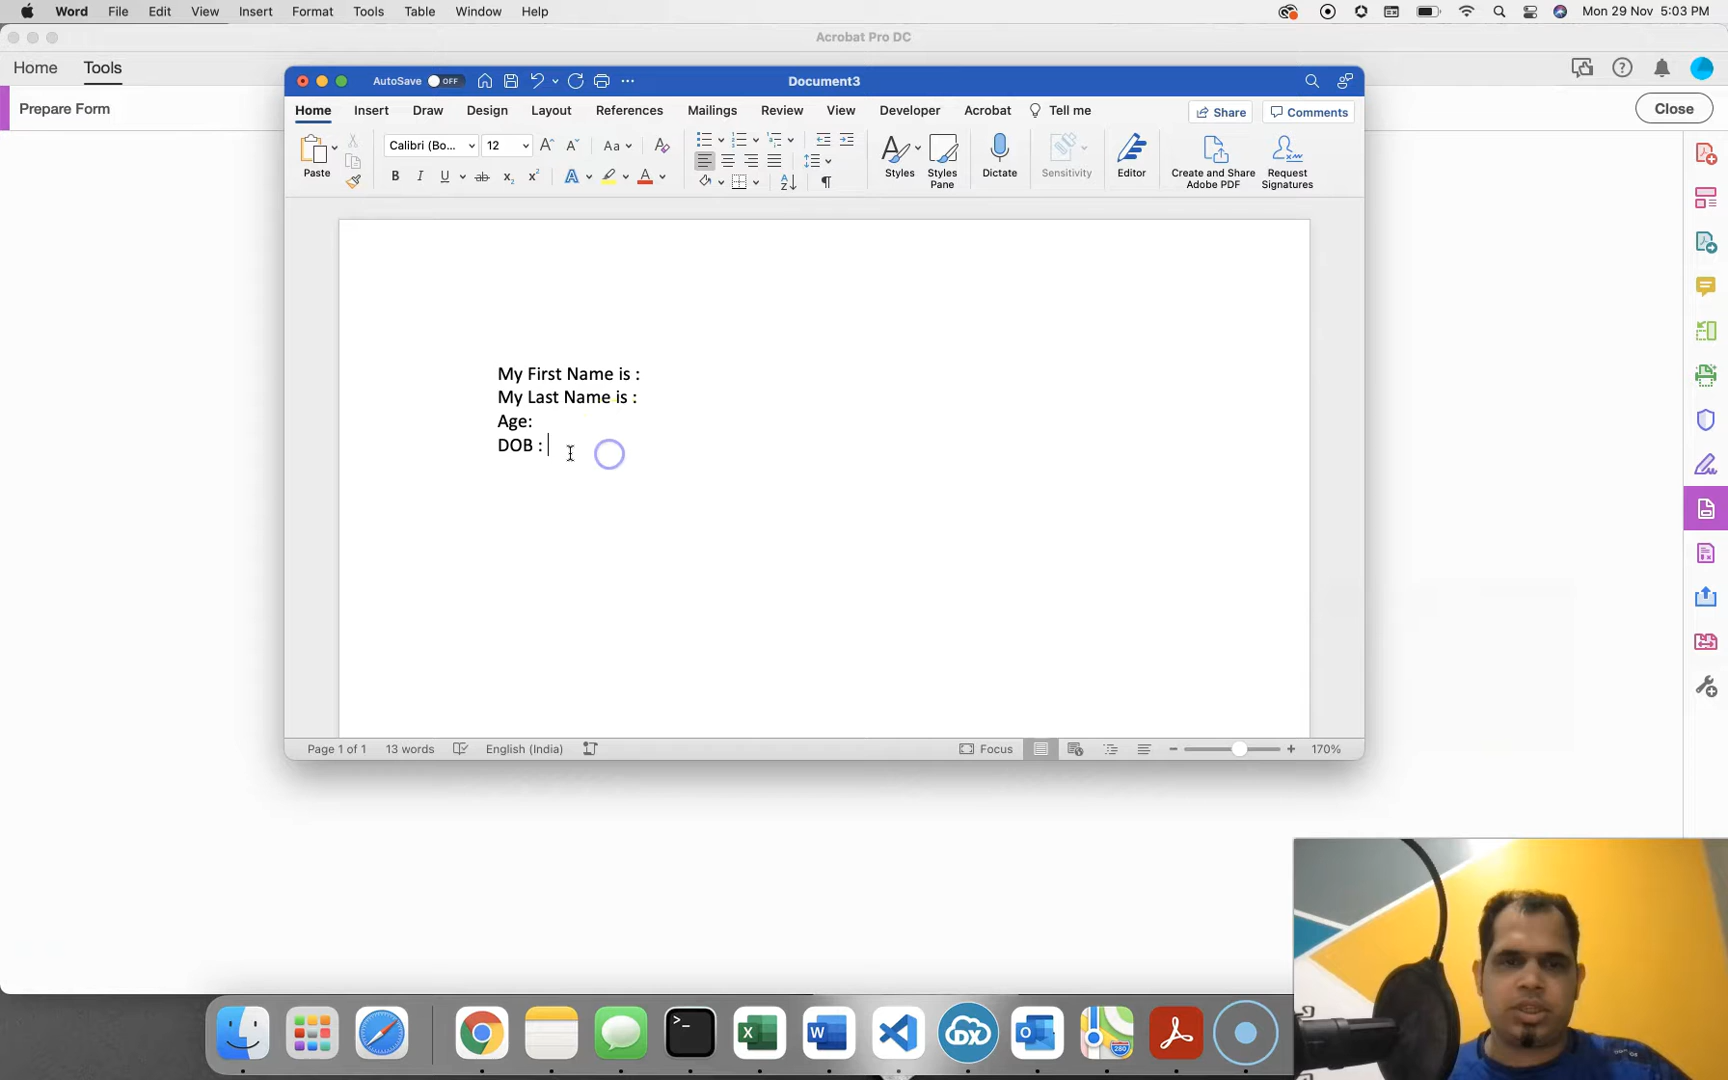 Word File Edit View Insert Format Tools Table Window Help Mon 29 Nov 5:03 PM
Acrobat Pro DC
Home Tools
Prepare Form Close
AutoSave OFF Document3
Home Insert Draw Design Layout References Mailings Review View Developer Acrobat Tell me Share Comments
Calibri (Bo... 12
Paste Styles Styles Pane Dictate Sensitivity Editor Create and Share Adobe PDF Request Signatures
My First Name is :
My Last Name is :
Age:
DOB :
Page 1 of 1 13 words English (India) Focus 170%